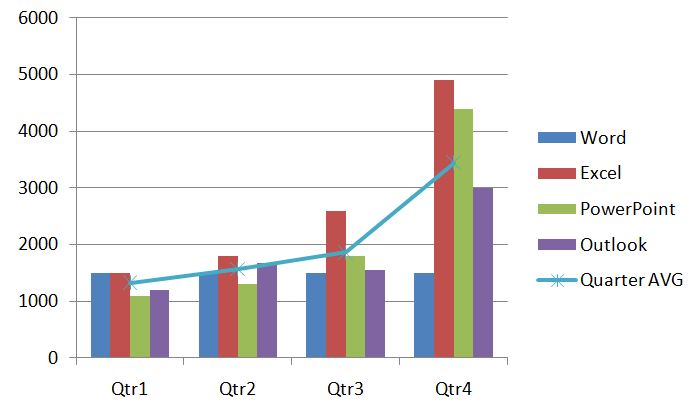 6000
5000
4000
3000
2000
1000
0
Qtr1 Qtr2 Qtr3 Qtr4
Word
Excel
PowerPoint
Outlook
Quarter AVG